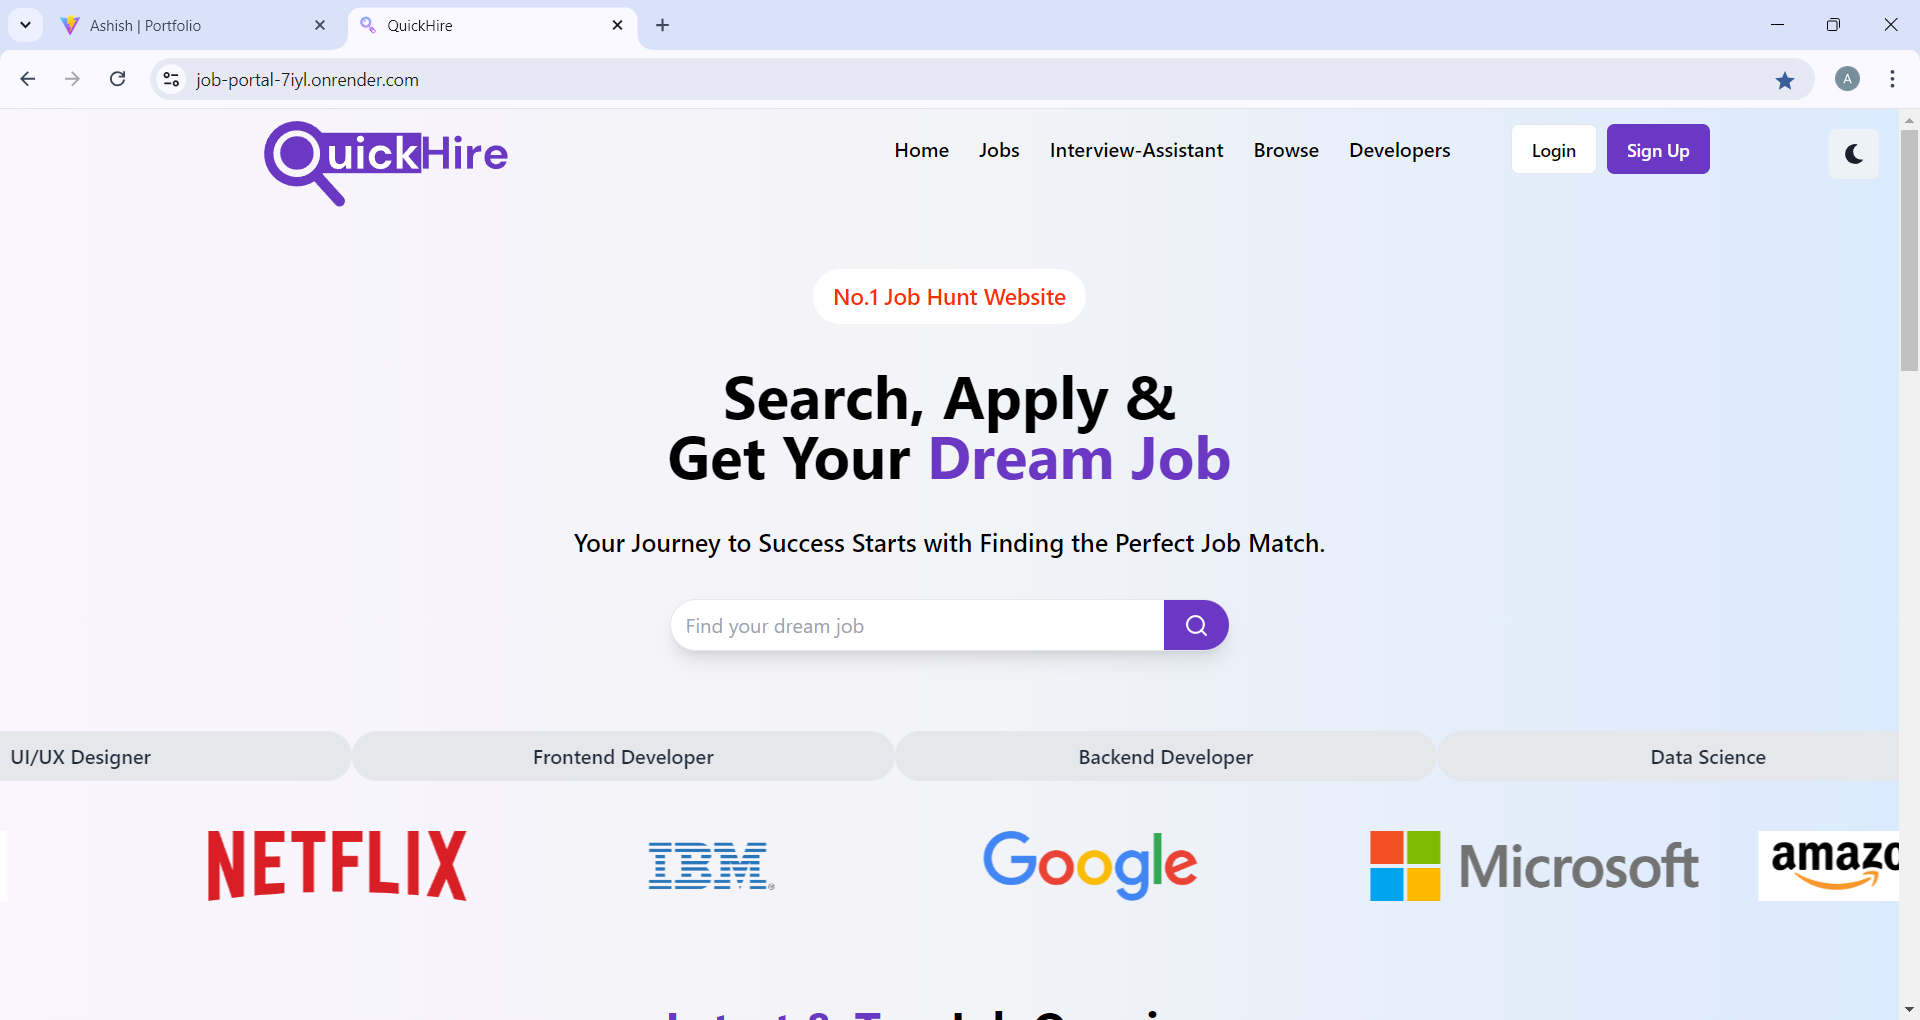 Ashish | Portfolio
QuickHire
job-portal-7iyl.onrender.com
A
QuickHire
Home
Jobs
Interview-Assistant
Browse
Developers
Login
Sign Up
No.1 Job Hunt Website
Search, Apply &
Get Your Dream Job
Your Journey to Success Starts with Finding the Perfect Job Match.
Find your dream job
UI/UX Designer
Frontend Developer
Backend Developer
Data Science
NETFLIX
IBM
Google
Microsoft
amazo